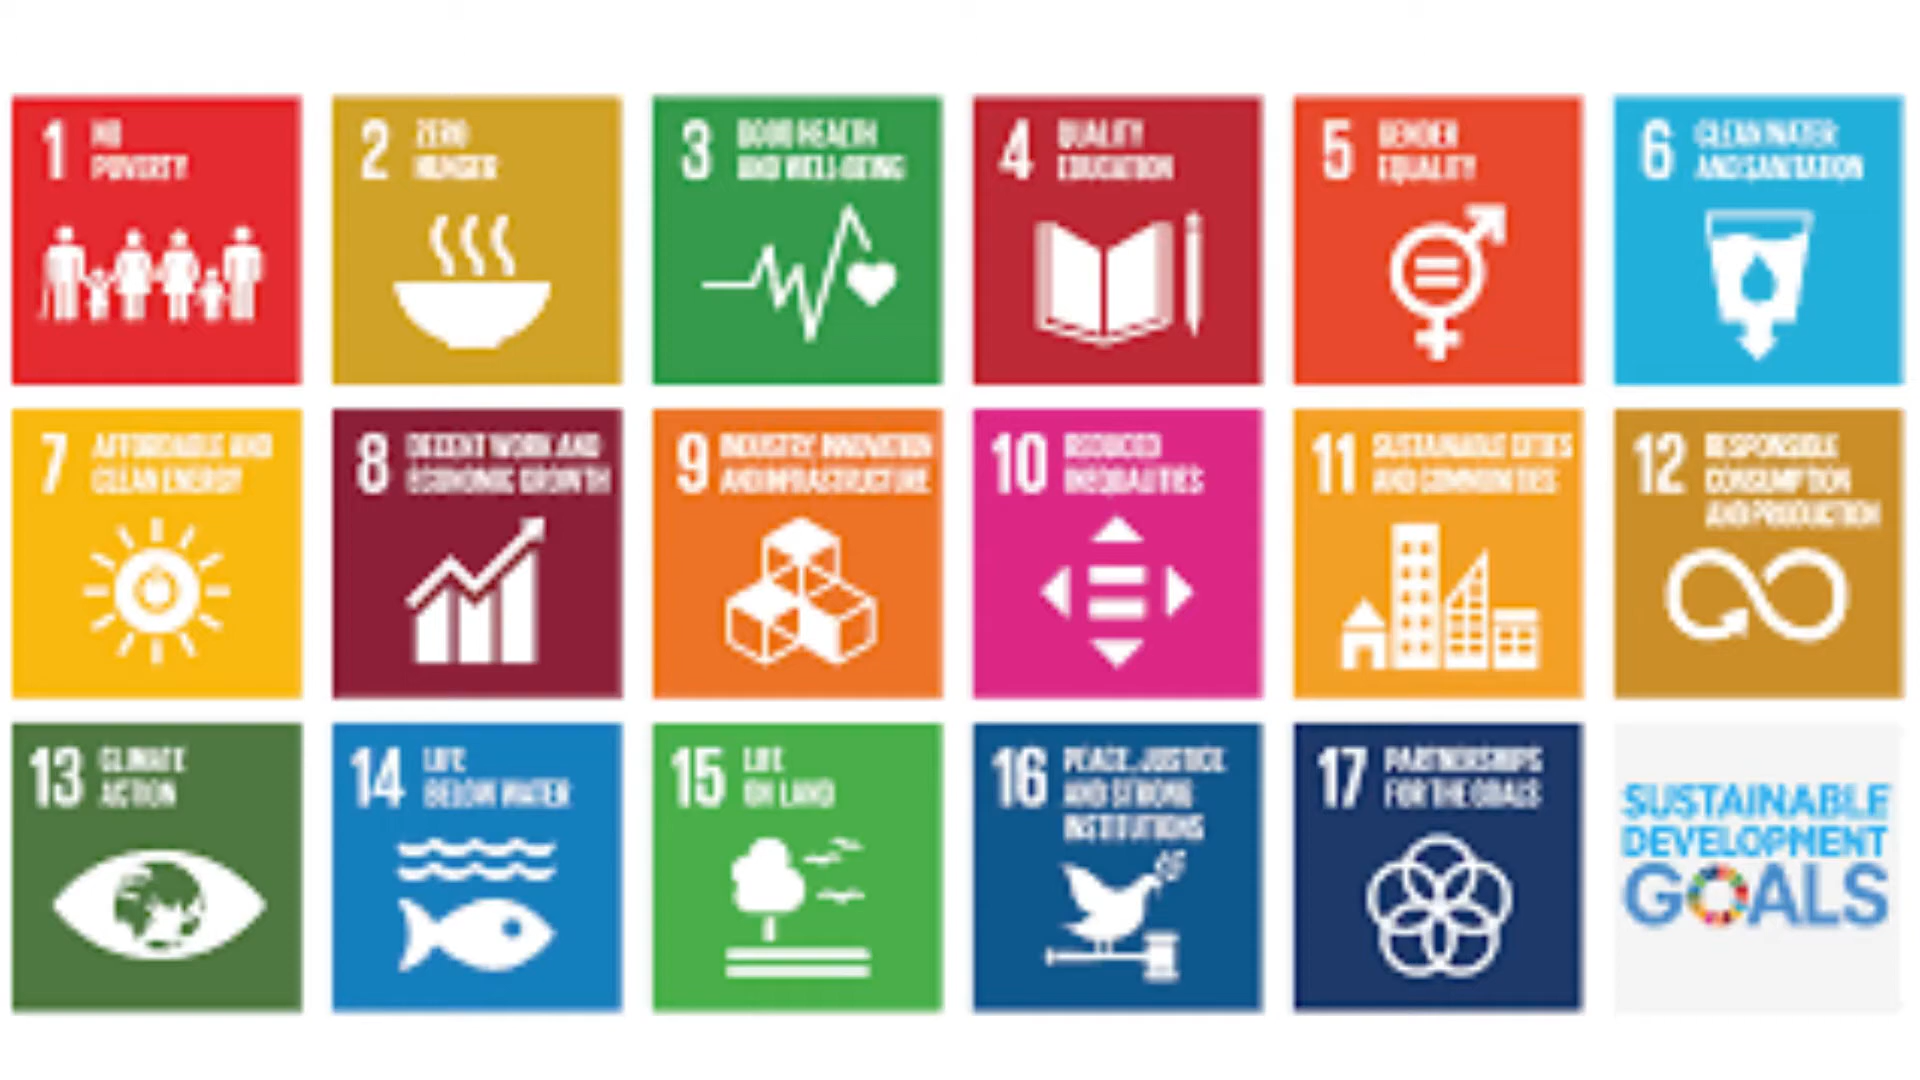 1 NO
POVERTY
2 ZERO
HUNGER
3 GOOD HEALTH
AND WELL-BEING
4 QUALITY
EDUCATION
5 GENDER
EQUALITY
6 CLEAN WATER
AND SANITATION
7 AFFORDABLE AND
CLEAN ENERGY
8 DECENT WORK AND
ECONOMIC GROWTH
9 INDUSTRY, INNOVATION
AND INFRASTRUCTURE
10 REDUCED
INEQUALITIES
11 SUSTAINABLE CITIES
AND COMMUNITIES
12 RESPONSIBLE
CONSUMPTION
AND PRODUCTION
13 CLIMATE
ACTION
14 LIFE
BELOW WATER
15 LIFE
ON LAND
16 PEACE, JUSTICE
AND STRONG
INSTITUTIONS
17 PARTNERSHIPS
FOR THE GOALS
SUSTAINABLE
DEVELOPMENT
GOALS